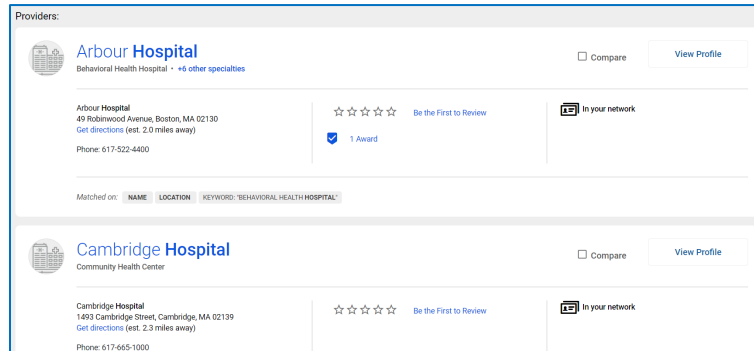 Providers:
Arbour Hospital
Behavioral Health Hospital • +6 other specialties
Compare
View Profile
Arbour Hospital
49 Robinwood Avenue, Boston, MA 02130
Get directions (est. 2.0 miles away)
Phone: 617-522-4400
Be the First to Review
1 Award
In your network
Matched on: NAME LOCATION KEYWORD: "BEHAVIORAL HEALTH HOSPITAL"
Cambridge Hospital
Community Health Center
Compare
View Profile
Cambridge Hospital
1493 Cambridge Street, Cambridge, MA 02139
Get directions (est. 2.3 miles away)
Phone: 617-665-1000
Be the First to Review
In your network